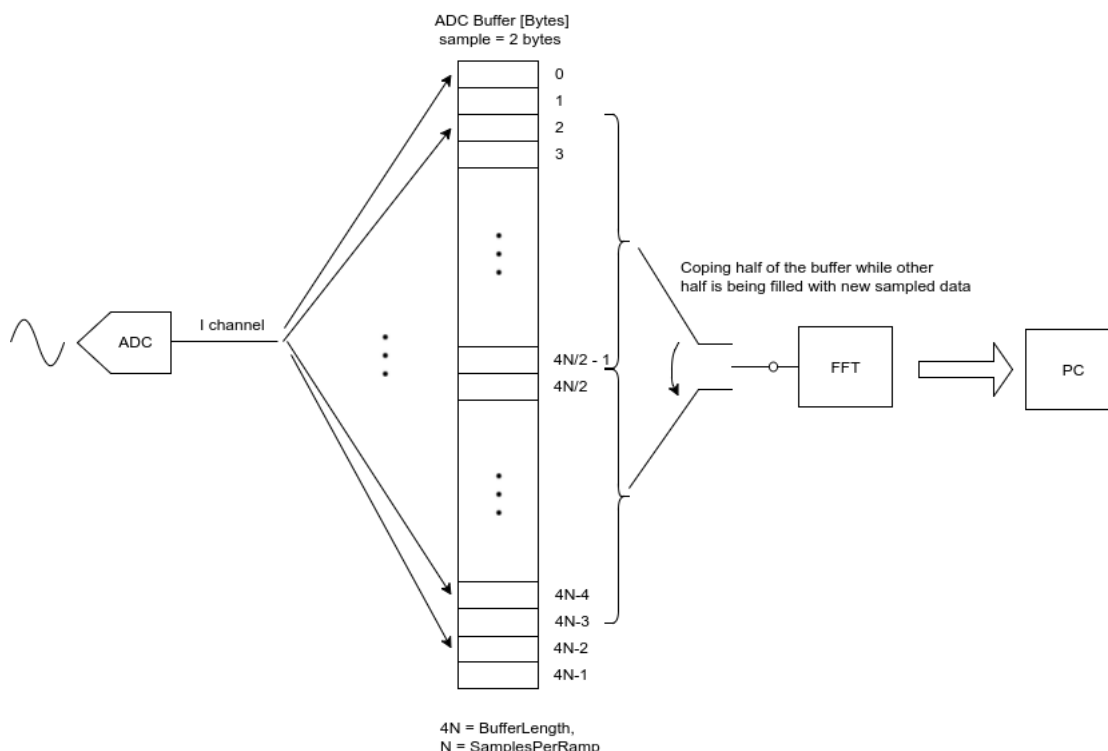 ADC Buffer [Bytes]
sample = 2 bytes
0
1
2
3
Coping half of the buffer while other
half is being filled with new sampled data
I channel
ADC
4N/2 - 1
4N/2
FFT
PC
4N-4
4N-3
4N-2
4N-1
4N = BufferLength,
N = SamplesPerRamp